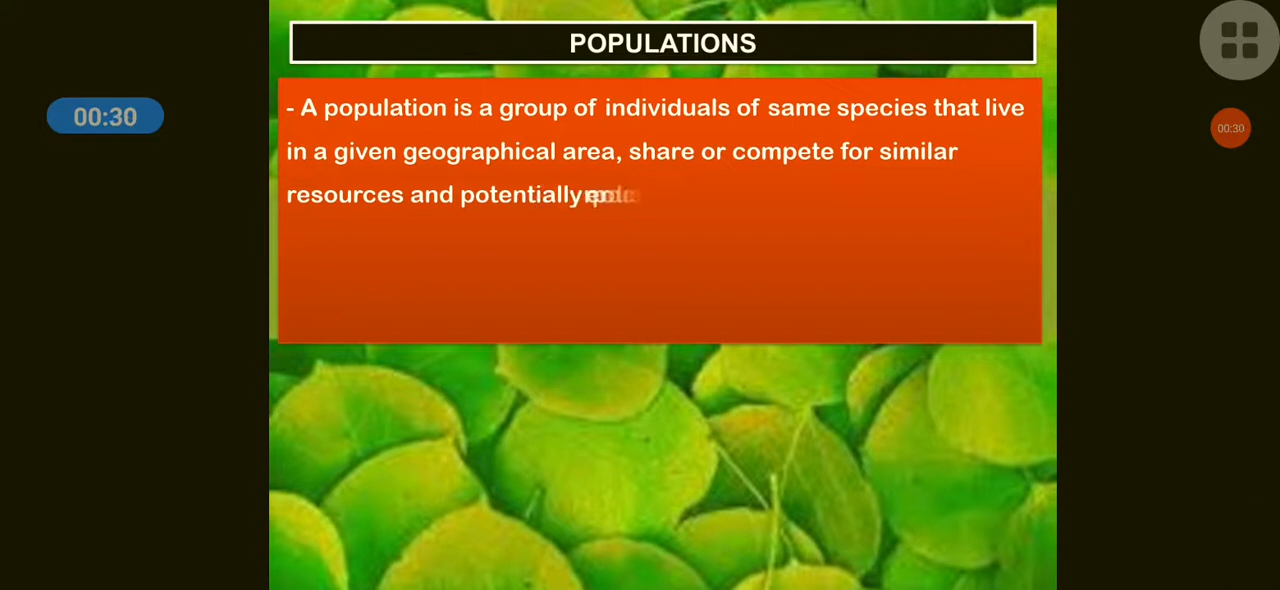 POPULATIONS
00:30
00:30
- A population is a group of individuals of same species that live
in a given geographical area, share or compete for similar
resources and potentially